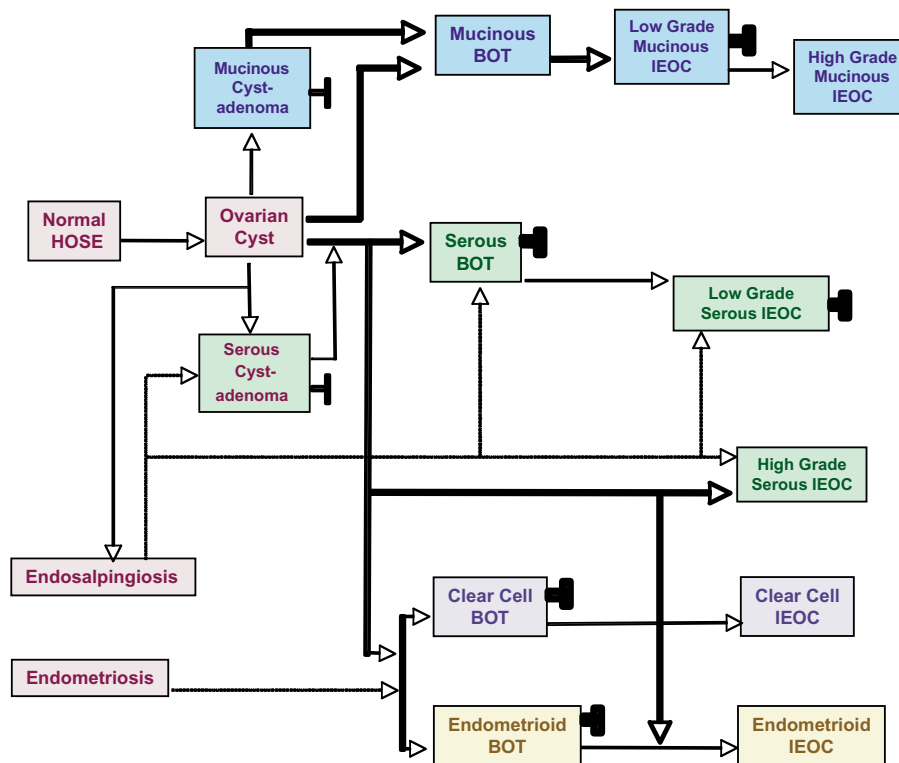 Mucinous
BOT
Low Grade
Mucinous
IEOC
High Grade
Mucinous
IEOC
Mucinous
Cyst-
adenoma
Normal
HOSE
Ovarian
Cyst
Serous
BOT
Low Grade
Serous IEOC
Serous
Cyst-
adenoma
High Grade
Serous IEOC
Endosalpingiosis
Clear Cell
BOT
Clear Cell
IEOC
Endometriosis
Endometrioid
BOT
Endometrioid
IEOC